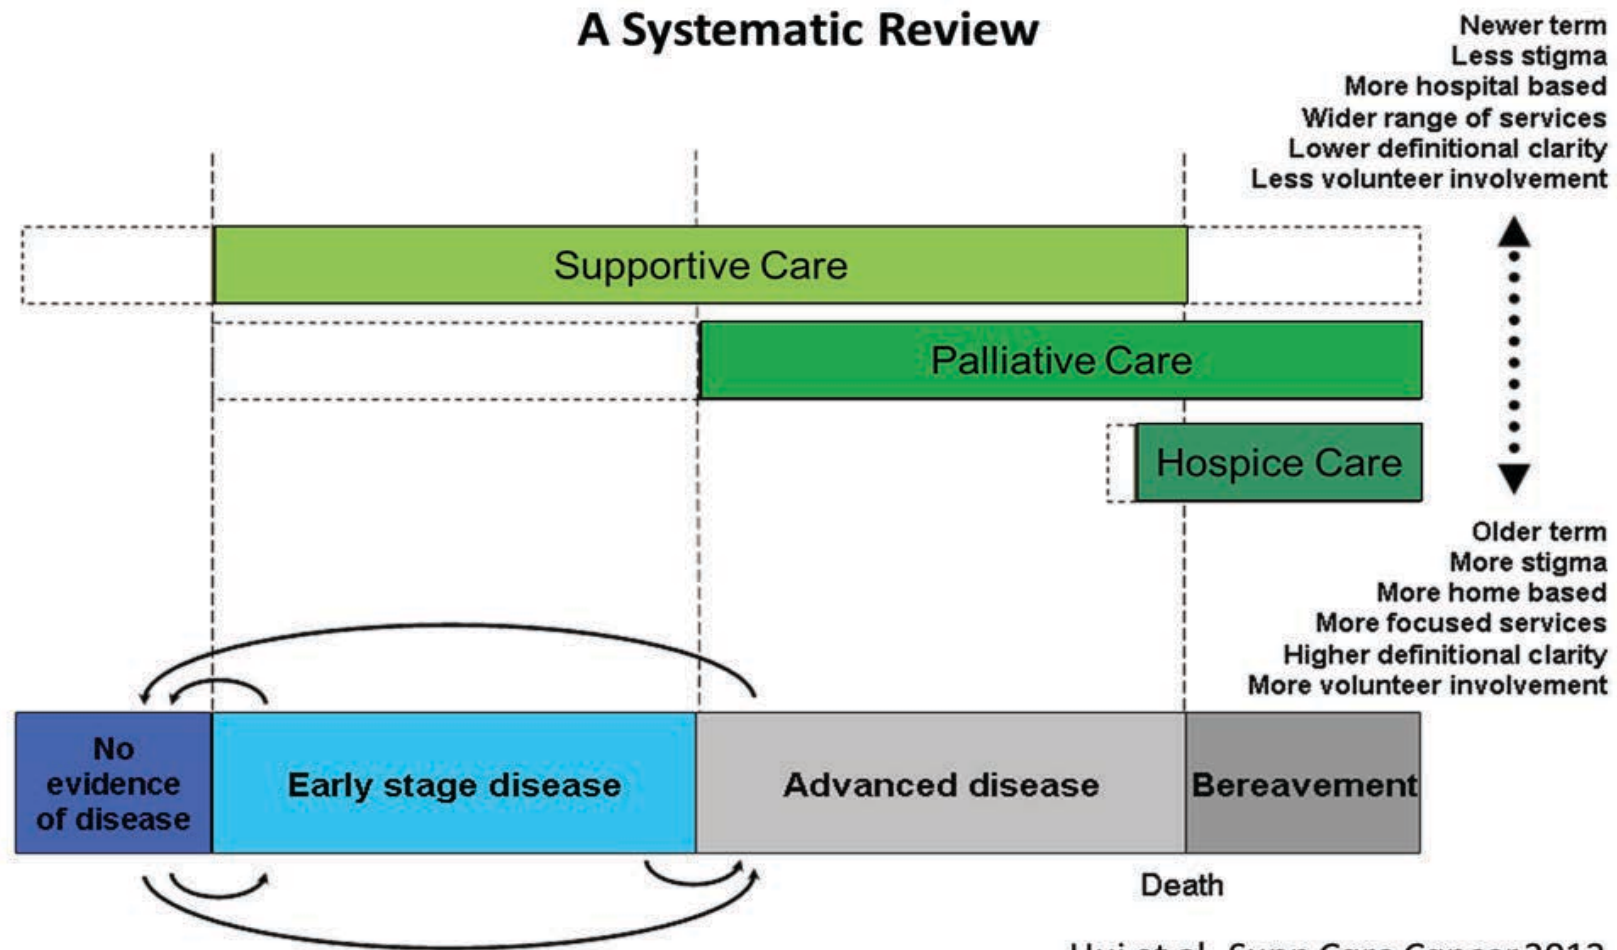 A Systematic Review
Newer term
Less stigma
More hospital based
Wider range of services
Lower definitional clarity
Less volunteer involvement
Supportive Care
Palliative Care
Hospice Care
Older term
More stigma
More home based
More focused services
Higher definitional clarity
More volunteer involvement
No
evidence
of disease
Early stage disease
Advanced disease
Bereavement
Death